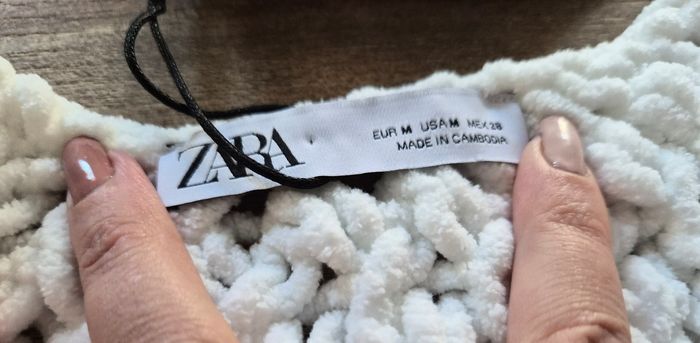 ZARA
EUR M USA M MEX 28
MADE IN CAMBODIA